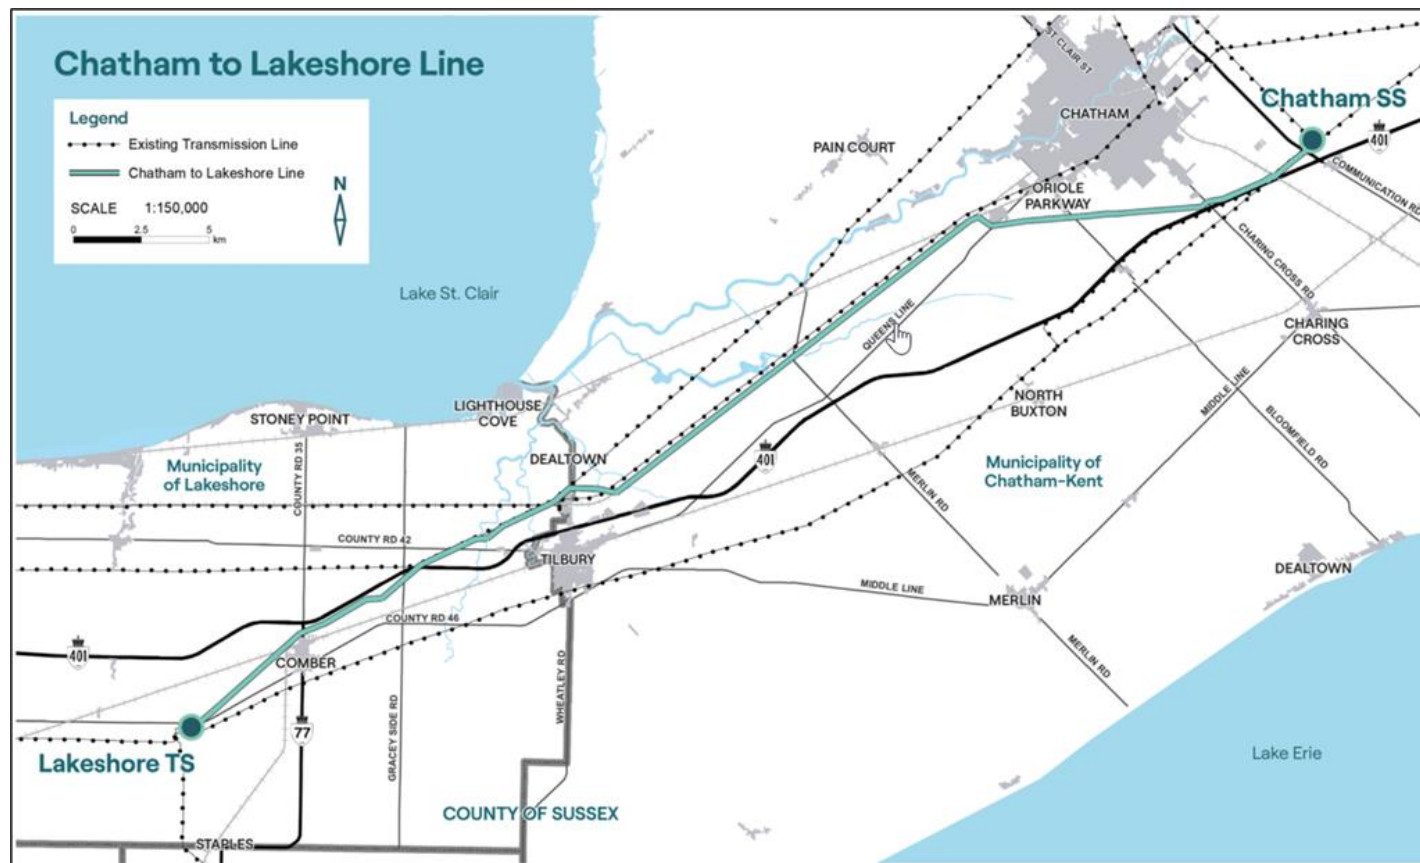 Chatham to Lakeshore Line
Legend
Existing Transmission Line
Chatham to Lakeshore Line
SCALE 1:150,000
0 2.5 5
km
N
Lake St. Clair
ST CLAIR ST
CHATHAM
Chatham SS
401
PAIN COURT
COMMUNICATION RD
ORIOLE
PARKWAY
CHARING CROSS RD
QUEENS LINE
CHARING
CROSS
LIGHTHOUSE
COVE
STONEY POINT
NORTH
BUXTON
MIDDLE LINE
BLOOMFIELD RD
DEALTOWN
401
Municipality
of Lakeshore
COUNTY RD 35
Municipality of
Chatham-Kent
MERLIN RD
COUNTY RD 42
TILBURY
DEALTOWN
MIDDLE LINE
MERLIN
COUNTY RD 46
401
COMBER
MERLIN RD
WHEATLEY RD
GRACEY SIDE RD
77
Lakeshore TS
Lake Erie
COUNTY OF SUSSEX
STAPLES